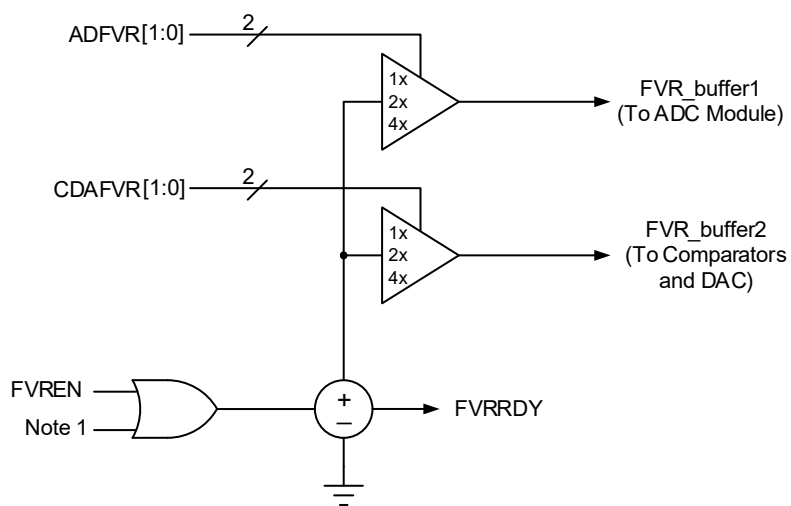 ADFVR[1:0]
2
1x
2x
4x
FVR_buffer1
(To ADC Module)
CDAFVR[1:0]
2
1x
2x
4x
FVR_buffer2
(To Comparators
and DAC)
FVREN
Note 1
+
–
FVRRDY